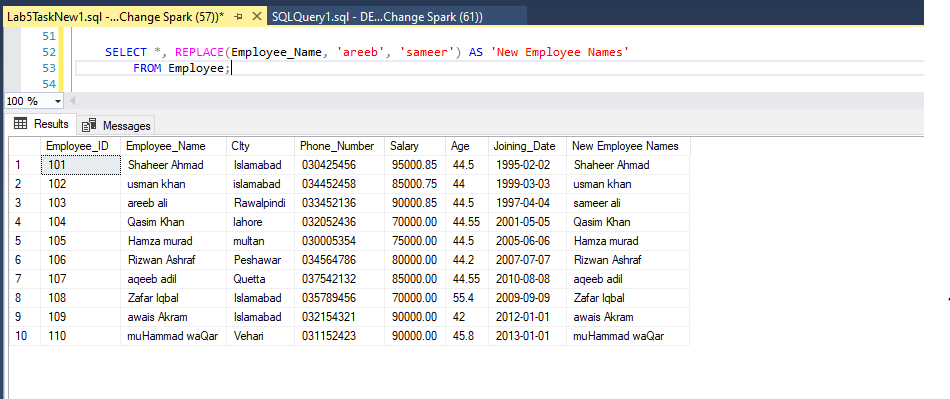 Lab5TaskNew1.sql -...Change Spark (57))* SQLQuery1.sql - DE...Change Spark (61))
51
52 SELECT *, REPLACE(Employee_Name, 'areeb', 'sameer') AS 'New Employee Names'
53 FROM Employee;
54
100 %
Results Messages
Employee_ID Employee_Name CIty Phone_Number Salary Age Joining_Date New Employee Names
1 101 Shaheer Ahmad Islamabad 030425456 95000.85 44.5 1995-02-02 Shaheer Ahmad
2 102 usman khan islamabad 034452458 85000.75 44 1999-03-03 usman khan
3 103 areeb ali Rawalpindi 033452136 90000.85 44.5 1997-04-04 sameer ali
4 104 Qasim Khan lahore 032052436 70000.00 44.55 2001-05-05 Qasim Khan
5 105 Hamza murad multan 030005354 75000.00 44.5 2005-06-06 Hamza murad
6 106 Rizwan Ashraf Peshawar 034564786 80000.00 44.2 2007-07-07 Rizwan Ashraf
7 107 aqeeb adil Quetta 037542132 85000.00 44.55 2010-08-08 aqeeb adil
8 108 Zafar Iqbal Islamabad 035789456 70000.00 55.4 2009-09-09 Zafar Iqbal
9 109 awais Akram Islamabad 032154321 90000.00 42 2012-01-01 awais Akram
10 110 muHammad waQar Vehari 031152423 90000.00 45.8 2013-01-01 muHammad waQar